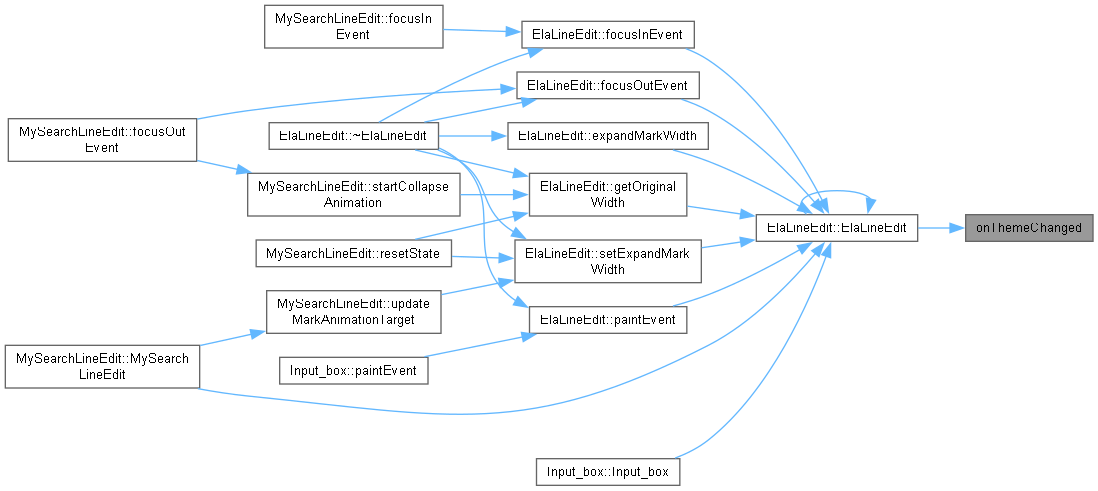 MySearchLineEdit::focusIn
Event
ElaLineEdit::focusInEvent
ElaLineEdit::focusOutEvent
MySearchLineEdit::focusOut
Event
ElaLineEdit::~ElaLineEdit
ElaLineEdit::expandMarkWidth
MySearchLineEdit::startCollapse
Animation
ElaLineEdit::getOriginal
Width
ElaLineEdit::ElaLineEdit
onThemeChanged
MySearchLineEdit::resetState
ElaLineEdit::setExpandMark
Width
MySearchLineEdit::update
MarkAnimationTarget
ElaLineEdit::paintEvent
MySearchLineEdit::MySearch
LineEdit
Input_box::paintEvent
Input_box::Input_box